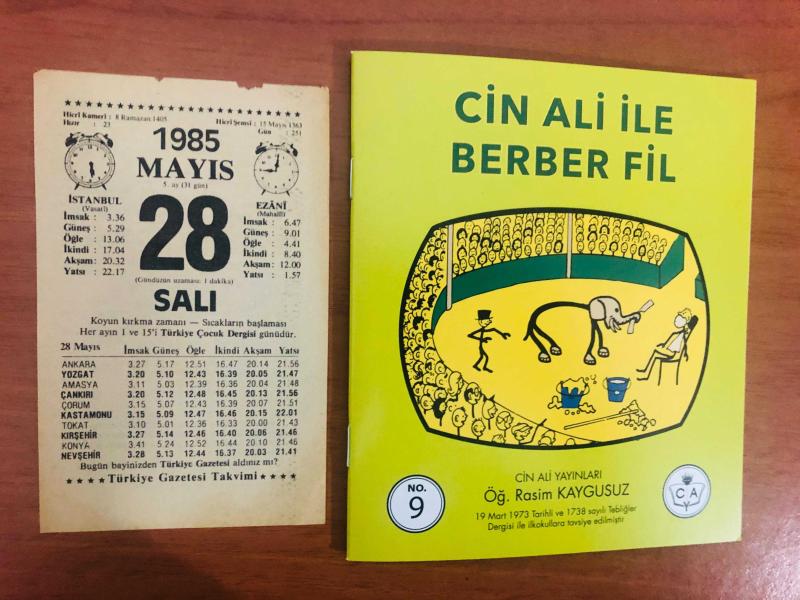 Hicrî Kamerî : 8 Ramazan 1405
Hızır : 23
Hicrî Şemsî : 15 Mayıs 1363
Gün : 251
1985
MAYIS
5. ay (31 gün)
28
(Gündüzün uzaması: 1 dakika)
SALI
İSTANBUL
(Vasatî)
İmsak : 3.36
Güneş : 5.29
Öğle : 13.06
İkindi : 17.04
Akşam: 20.32
Yatsı : 22.17
EZÂNÎ
(Mahallî)
İmsak : 6.47
Güneş : 9.01
Öğle : 4.41
İkindi : 8.40
Akşam: 12.00
Yatsı : 1.57
Koyun kırkma zamanı — Sıcakların başlaması
Her ayın 1 ve 15'i Türkiye Çocuk Dergisi günüdür.
28 Mayıs İmsak Güneş Öğle İkindi Akşam Yatsı
ANKARA 3.27 5.17 12.51 16.47 20.14 21.56
YOZGAT 3.20 5.10 12.43 16.39 20.05 21.47
AMASYA 3.11 5.03 12.39 16.36 20.04 21.48
ÇANKIRI 3.20 5.12 12.48 16.45 20.13 21.56
ÇORUM 3.15 5.07 12.43 16.39 20.07 21.51
KASTAMONU 3.15 5.09 12.47 16.46 20.15 22.01
TOKAT 3.10 5.01 12.36 16.33 20.00 21.43
KIRŞEHİR 3.27 5.14 12.46 16.40 20.06 21.46
KONYA 3.41 5.24 12.52 16.44 20.10 21.46
NEVŞEHİR 3.28 5.13 12.44 16.37 20.03 21.41
Bugün bayinizden Türkiye Gazetesi aldınız mı?
★ ★ ★ ★ Türkiye Gazetesi Takvimi ★ ★ ★ ★
CİN ALİ İLE
BERBER FİL
NO.
9
CİN ALİ YAYINLARI
Öğ. Rasim KAYGUSUZ
19 Mart 1973 Tarihli ve 1738 sayılı Tebliğler
Dergisi ile ilkokullara tavsiye edilmiştir
C A
Y